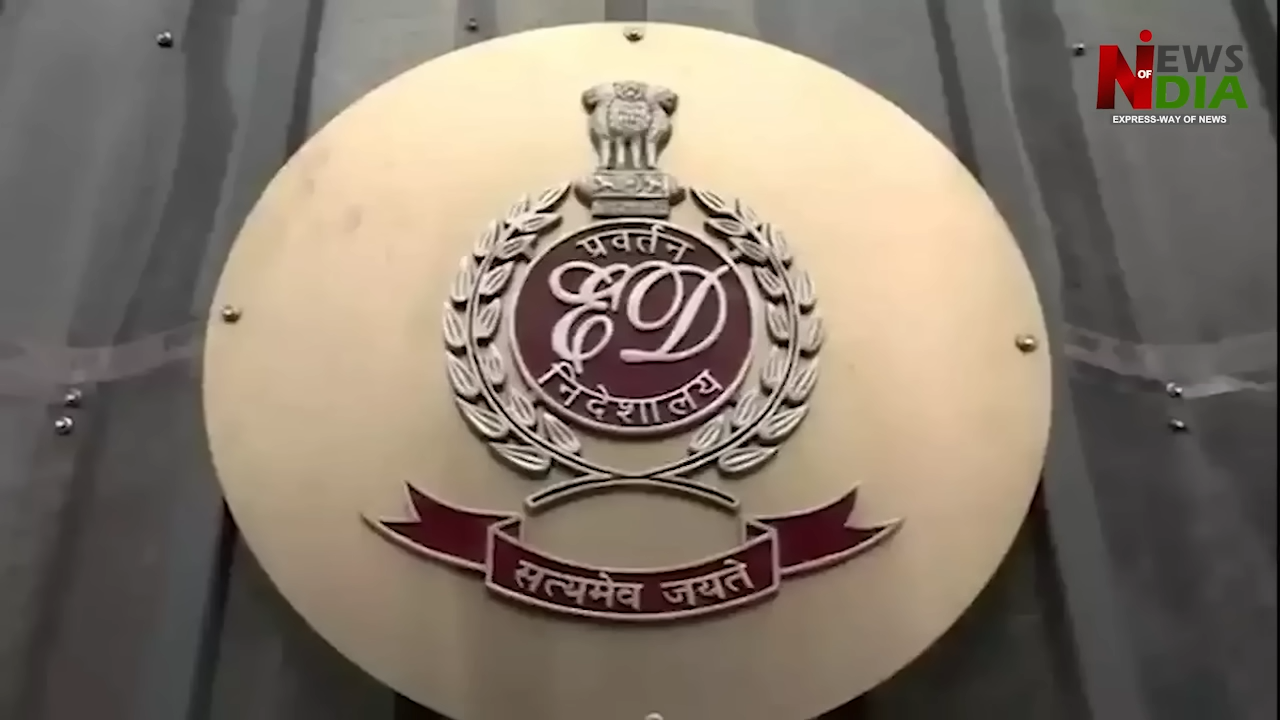 NEWS
OF
INDIA
EXPRESS-WAY OF NEWS
प्रवर्तन
ED
निदेशालय
सत्यमेव जयते